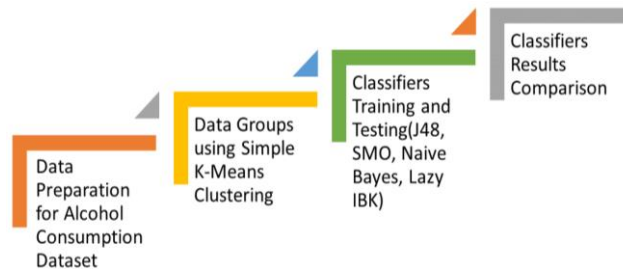 Data
Preparation
for Alcohol
Consumption
Dataset
Data Groups
using Simple
K-Means
Clustering
Classifiers
Training and
Testing(J48,
SMO, Naive
Bayes, Lazy
IBK)
Classifiers
Results
Comparison